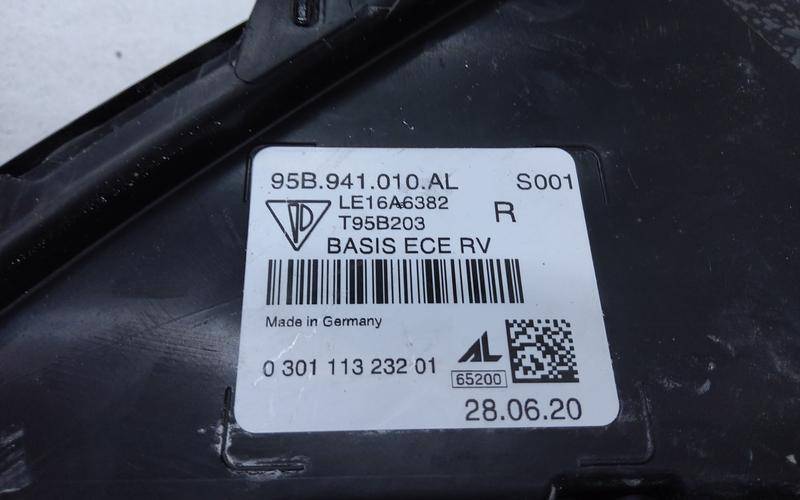 95B.941.010.AL S001
LE16A6382
T95B203 R
BASIS ECE RV
Made in Germany
0 301 113 232 01 AL
65200
28.06.20